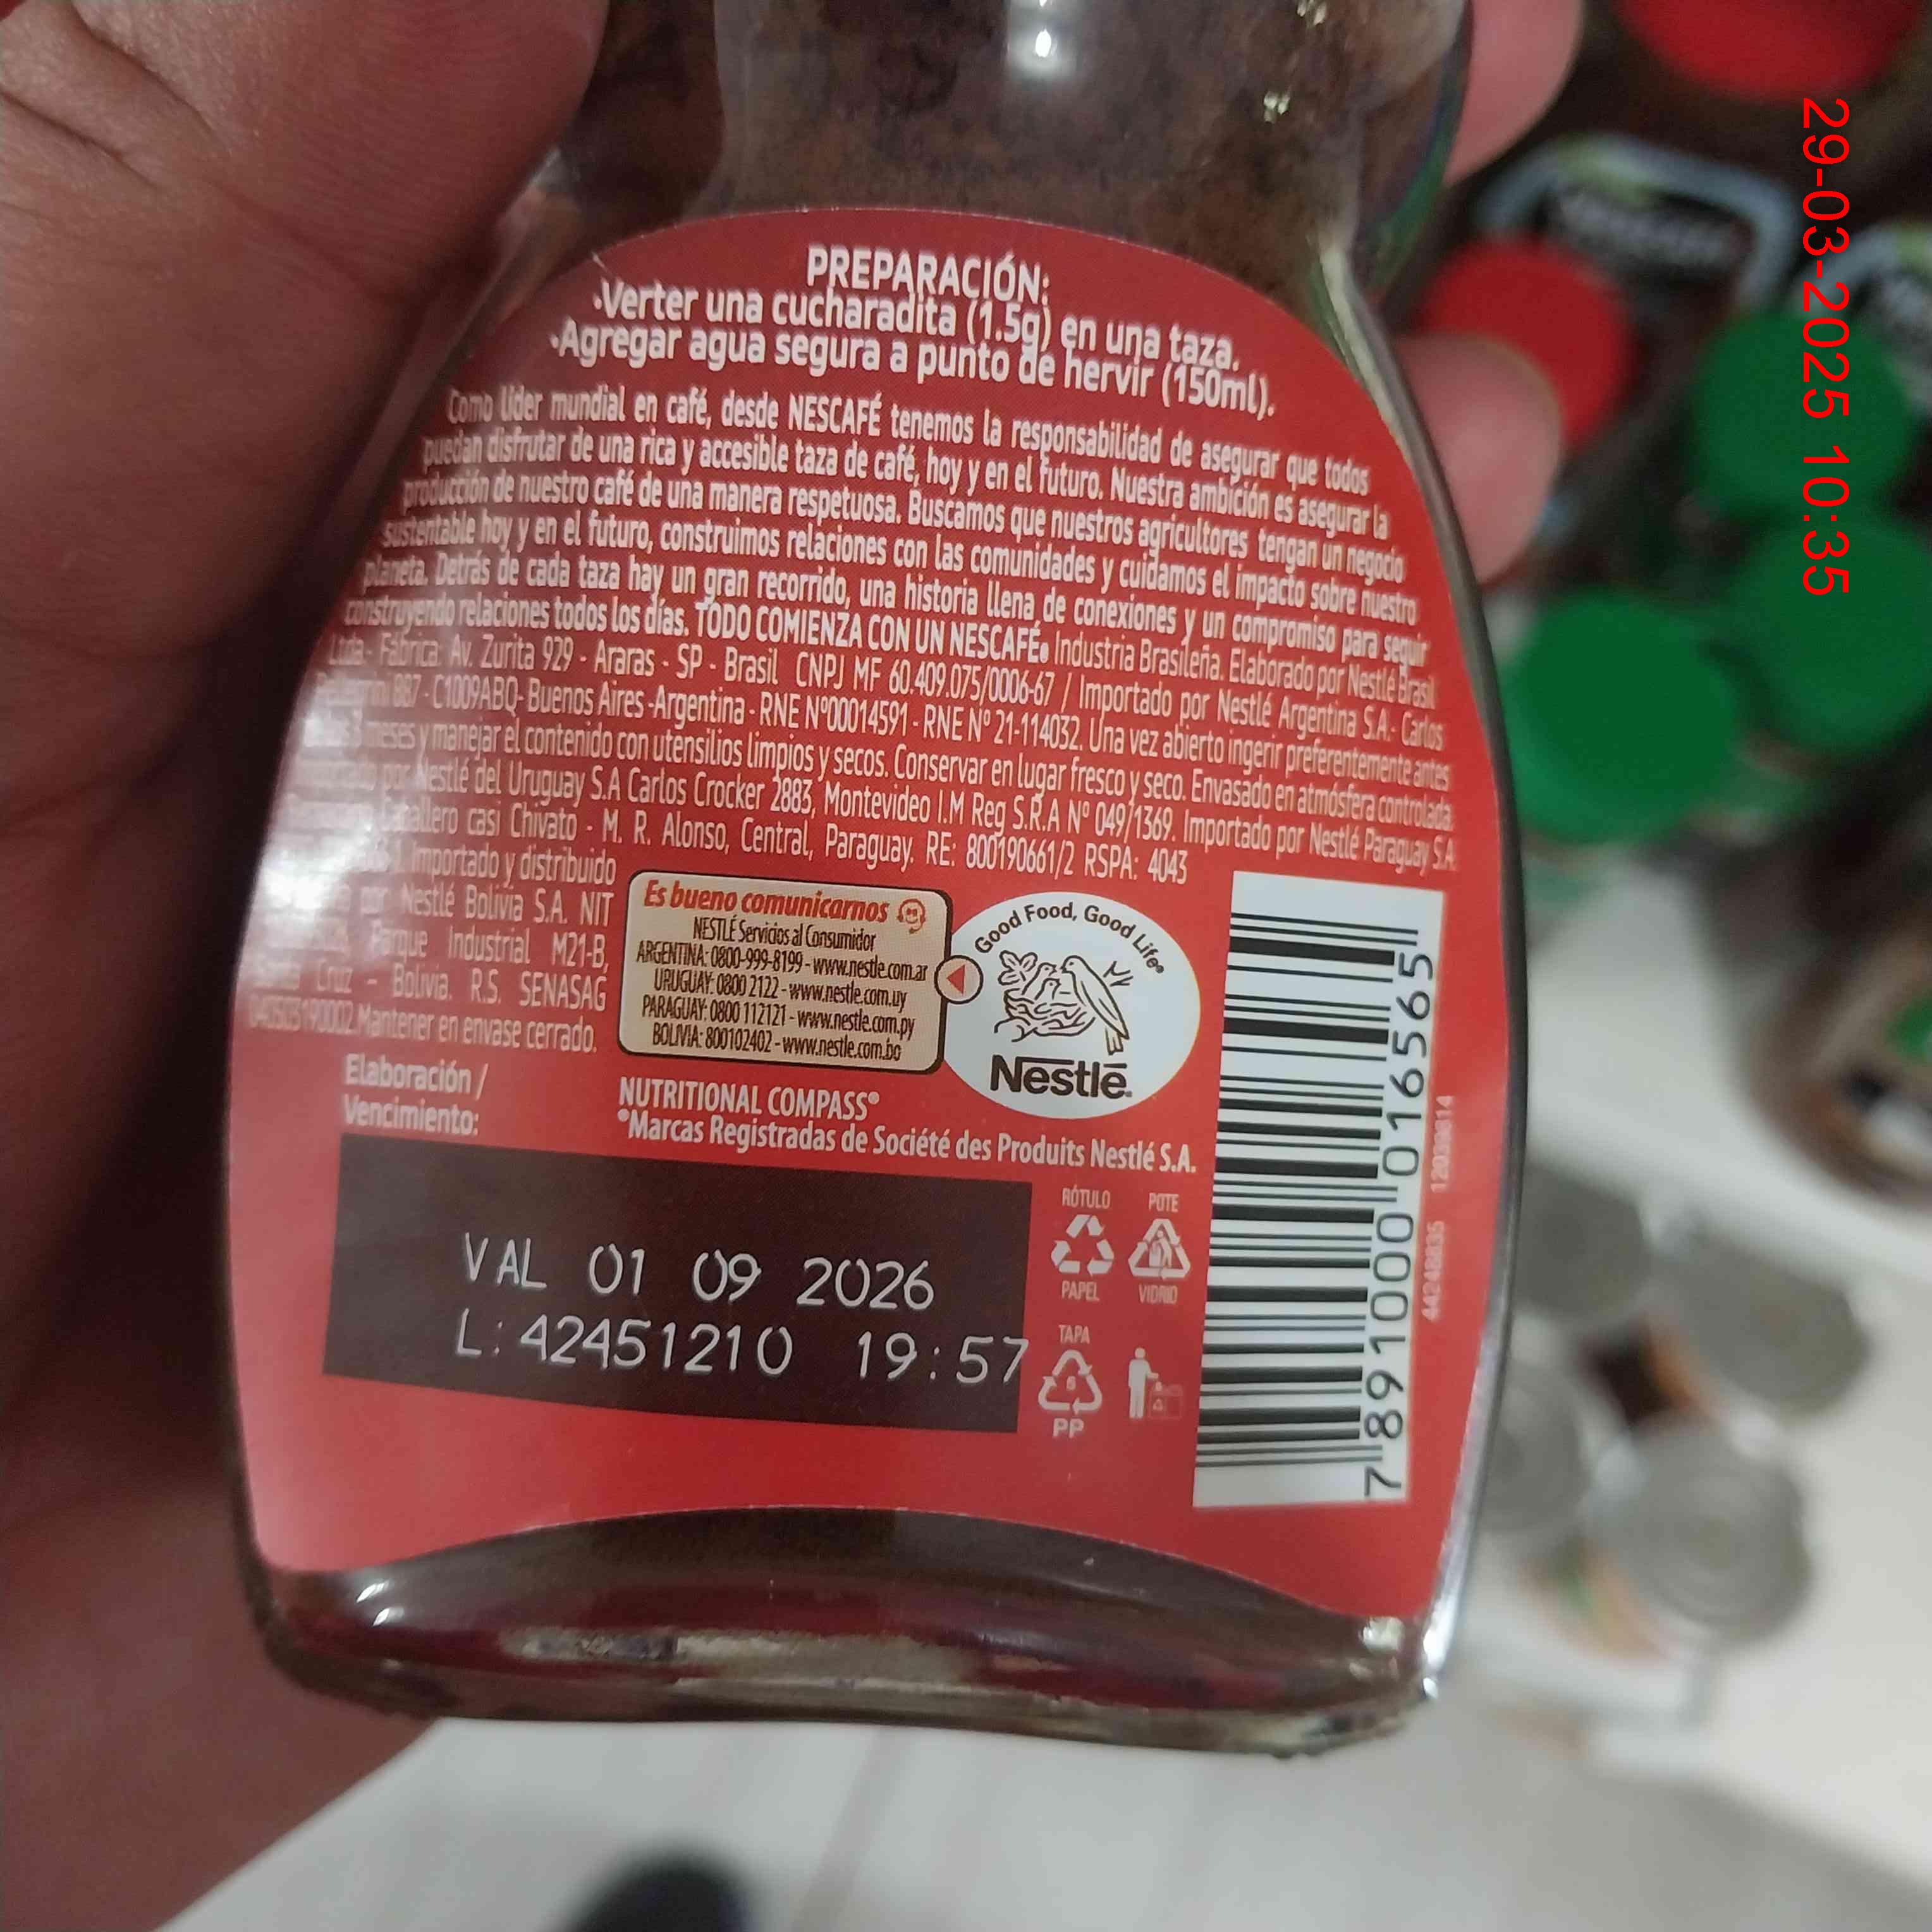 PREPARACIÓN:
•Verter una cucharadita (1.5g) en una taza.
•Agregar agua segura a punto de hervir (150ml).
Como líder mundial en café, desde NESCAFÉ tenemos la responsabilidad de asegurar que todos
puedan disfrutar de una rica y accesible taza de café, hoy y en el futuro. Nuestra ambición es asegurar la
producción de nuestro café de una manera respetuosa. Buscamos que nuestros agricultores tengan un negocio
sustentable hoy y en el futuro, construimos relaciones con las comunidades y cuidamos el impacto sobre nuestro
planeta. Detrás de cada taza hay un gran recorrido, una historia llena de conexiones y un compromiso para seguir
construyendo relaciones todos los días. TODO COMIENZA CON UN NESCAFÉ® Industria Brasileña. Elaborado por Nestlé Brasil
Ltda- Fábrica: Av. Zurita 929 - Araras - SP - Brasil CNPJ MF 60.409.075/0006-67 / Importado por Nestlé Argentina S.A.- Carlos
887 - C1009ABQ- Buenos Aires -Argentina - RNE Nº00014591 - RNE Nº 21-114032. Una vez abierto ingerir preferentemente antes
3 meses y manejar el contenido con utensilios limpios y secos. Conservar en lugar fresco y seco. Envasado en atmósfera controlada.
por Nestlé del Uruguay S.A Carlos Crocker 2883, Montevideo I.M Reg S.R.A Nº 049/1369. Importado por Nestlé Paraguay S.A
Caballero casi Chivato - M. R. Alonso, Central, Paraguay. RE: 800190661/2 RSPA: 4043
Importado y distribuido
por Nestlé Bolivia S.A. NIT
Parque Industrial M21-B,
Cruz - Bolivia. R.S. SENASAG
Mantener en envase cerrado.
Es bueno comunicarnos
NESTLÉ Servicios al Consumidor
ARGENTINA: 0800-999-8199 - www.nestle.com.ar
URUGUAY: 0800 2122 - www.nestle.com.uy
PARAGUAY: 0800 112121 - www.nestle.com.py
BOLIVIA: 800102402 - www.nestle.com.bo
Good Food, Good Life®
Nestlé®
Elaboración /
Vencimiento:
NUTRITIONAL COMPASS®
®Marcas Registradas de Société des Produits Nestlé S.A.
VAL 01 09 2026
L:42451210 19:57
RÓTULO
PAPEL
POTE
VIDRIO
TAPA
PP
7891000016565
29-03-2025 10:35